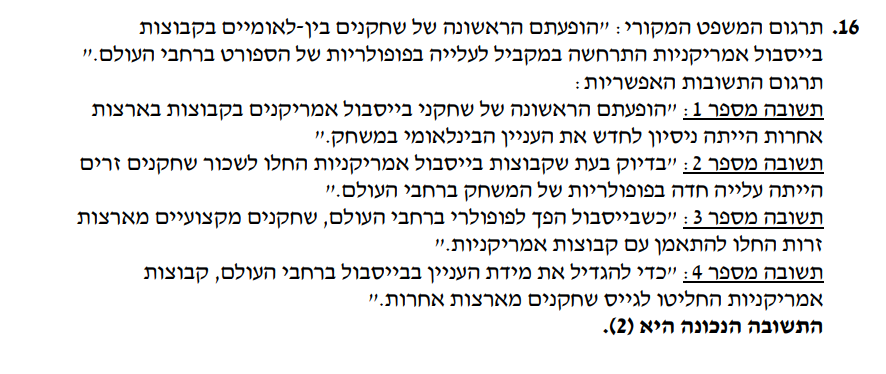 16. תרגום המשפט המקורי: "הופעתם הראשונה של שחקנים בין-לאומיים בקבוצות
בייסבול אמריקניות התרחשה במקביל לעלייה בפופולריות של הספורט ברחבי העולם."
תרגום התשובות האפשריות:
תשובה מספר 1: "הופעתם הראשונה של שחקני בייסבול אמריקנים בקבוצות בארצות
אחרות הייתה ניסיון לחדש את העניין הבינלאומי במשחק."
תשובה מספר 2: "בדיוק בעת שקבוצות בייסבול אמריקניות החלו לשכור שחקנים זרים
הייתה עלייה חדה בפופולריות של המשחק ברחבי העולם."
תשובה מספר 3: "כשבייסבול הפך לפופולרי ברחבי העולם, שחקנים מקצועיים מארצות
זרות החלו להתאמן עם קבוצות אמריקניות."
תשובה מספר 4: "כדי להגדיל את מידת העניין בבייסבול ברחבי העולם, קבוצות
אמריקניות החליטו לגייס שחקנים מארצות אחרות."
התשובה הנכונה היא (2).